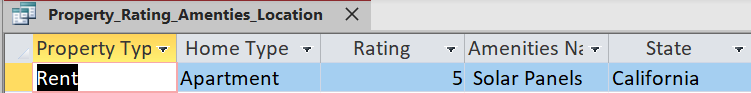 Property_Rating_Amenties_Location
Property Typ Home Type Rating Amenities Na State
Rent Apartment 5 Solar Panels California